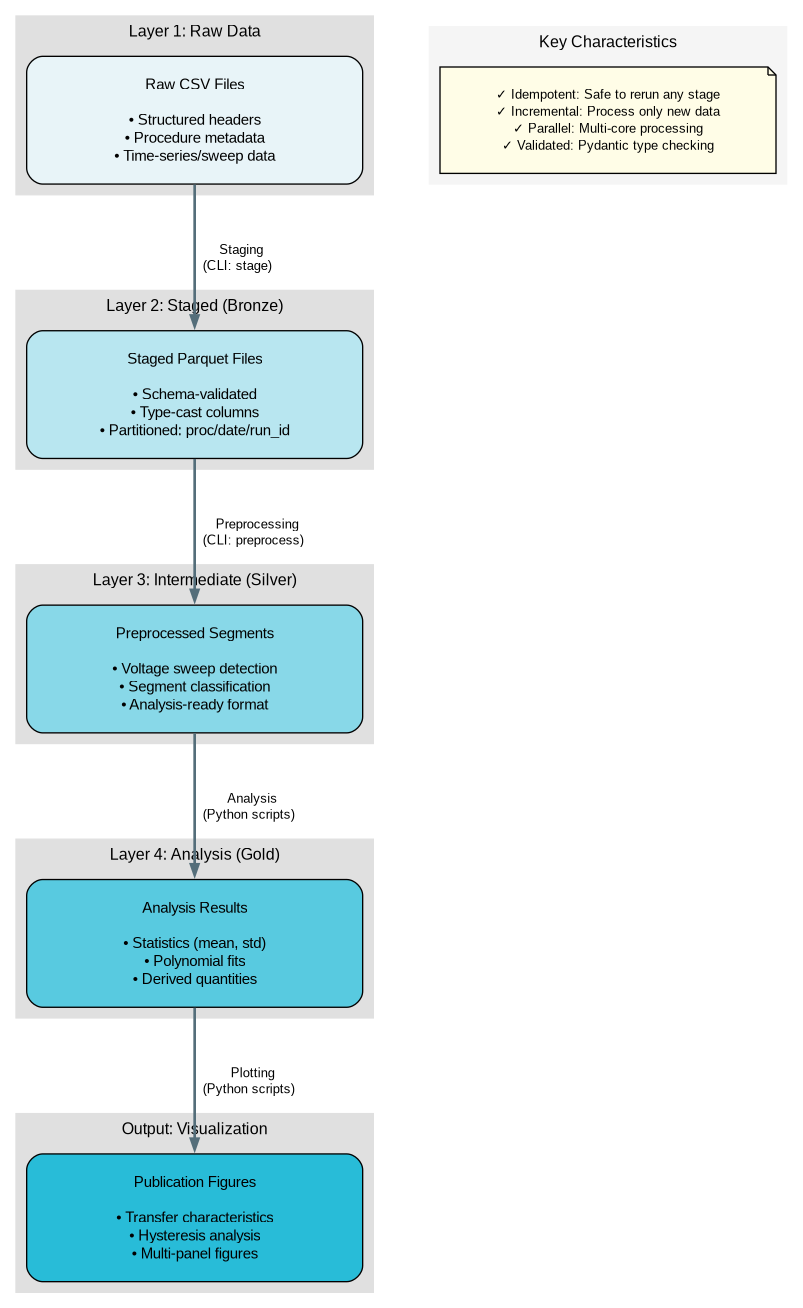 Layer 1: Raw Data
Raw CSV Files
• Structured headers
• Procedure metadata
• Time-series/sweep data
Staging
(CLI: stage)
Layer 2: Staged (Bronze)
Staged Parquet Files
• Schema-validated
• Type-cast columns
• Partitioned: proc/date/run_id
Preprocessing
(CLI: preprocess)
Layer 3: Intermediate (Silver)
Preprocessed Segments
• Voltage sweep detection
• Segment classification
• Analysis-ready format
Analysis
(Python scripts)
Layer 4: Analysis (Gold)
Analysis Results
• Statistics (mean, std)
• Polynomial fits
• Derived quantities
Plotting
(Python scripts)
Output: Visualization
Publication Figures
• Transfer characteristics
• Hysteresis analysis
• Multi-panel figures
Key Characteristics
✓ Idempotent: Safe to rerun any stage
✓ Incremental: Process only new data
✓ Parallel: Multi-core processing
✓ Validated: Pydantic type checking